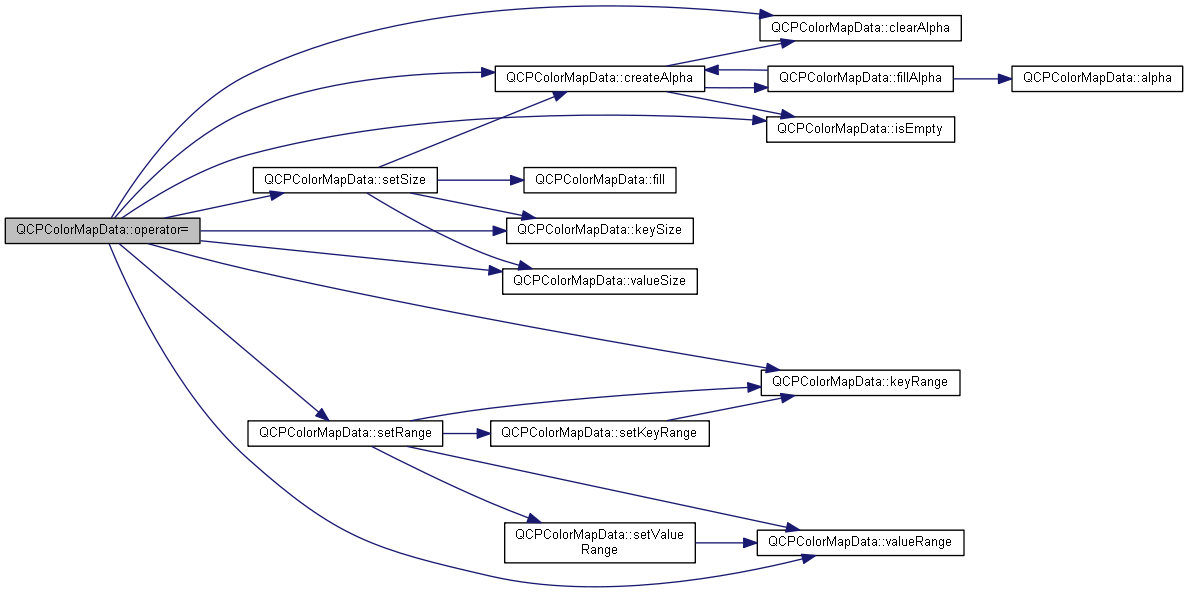 QCPColorMapData::clearAlpha
QCPColorMapData::createAlpha
QCPColorMapData::fillAlpha
QCPColorMapData::alpha
QCPColorMapData::isEmpty
QCPColorMapData::setSize
QCPColorMapData::fill
QCPColorMapData::operator=
QCPColorMapData::keySize
QCPColorMapData::valueSize
QCPColorMapData::keyRange
QCPColorMapData::setRange
QCPColorMapData::setKeyRange
QCPColorMapData::setValue
Range
QCPColorMapData::valueRange